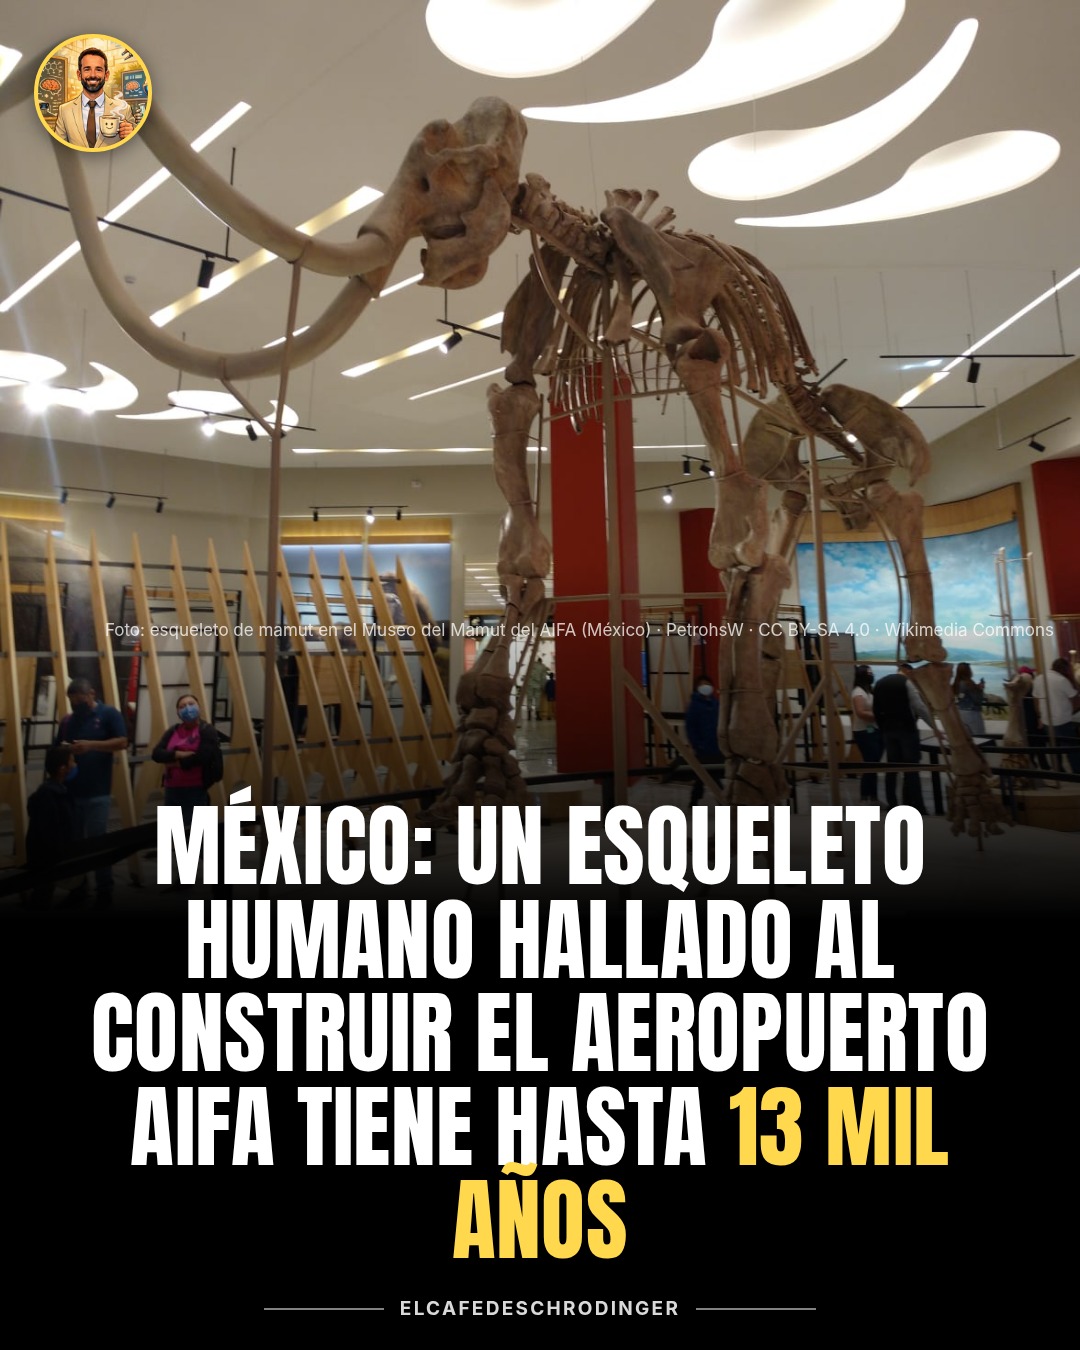 Foto: esqueleto de mamut en el Museo del Mamut del AIFA (México) · PetrohsW · CC BY-SA 4.0 · Wikimedia Commons
MÉXICO: UN ESQUELETO
HUMANO HALLADO AL
CONSTRUIR EL AEROPUERTO
AIFA TIENE HASTA 13 MIL
AÑOS
ELCAFEDESCHRODINGER